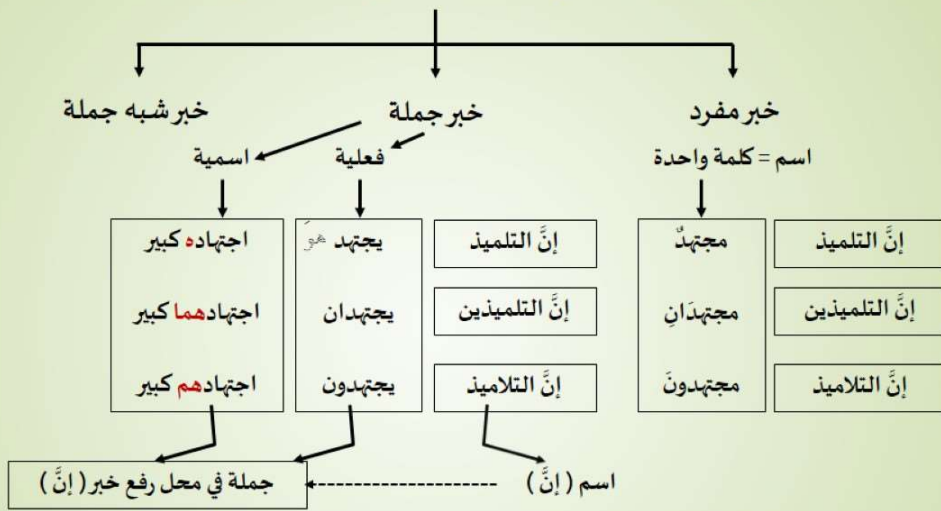 خبر مفرد
خبر جملة
خبر شبه جملة
اسم = كلمة واحدة
فعلية
اسمية
إنَّ التلميذ
مجتهدٌ
إنَّ التلميذ
يجتهد هوَ
اجتهاده كبير
إنَّ التلميذين
مجتهدَانِ
إنَّ التلميذين
يجتهدان
اجتهادهما كبير
إنَّ التلاميذ
مجتهدونَ
إنَّ التلاميذ
يجتهدون
اجتهادهم كبير
اسم ( إنَّ )
جملة في محل رفع خبر ( إنَّ )